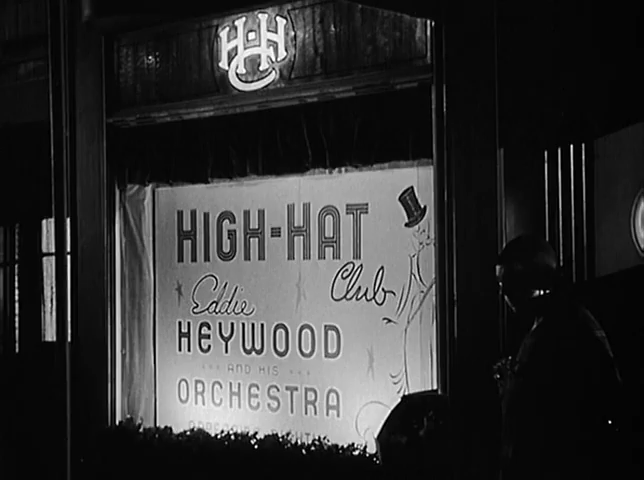 HHC
HIGH-HAT
Club
Eddie
HEYWOOD
AND HIS
ORCHESTRA